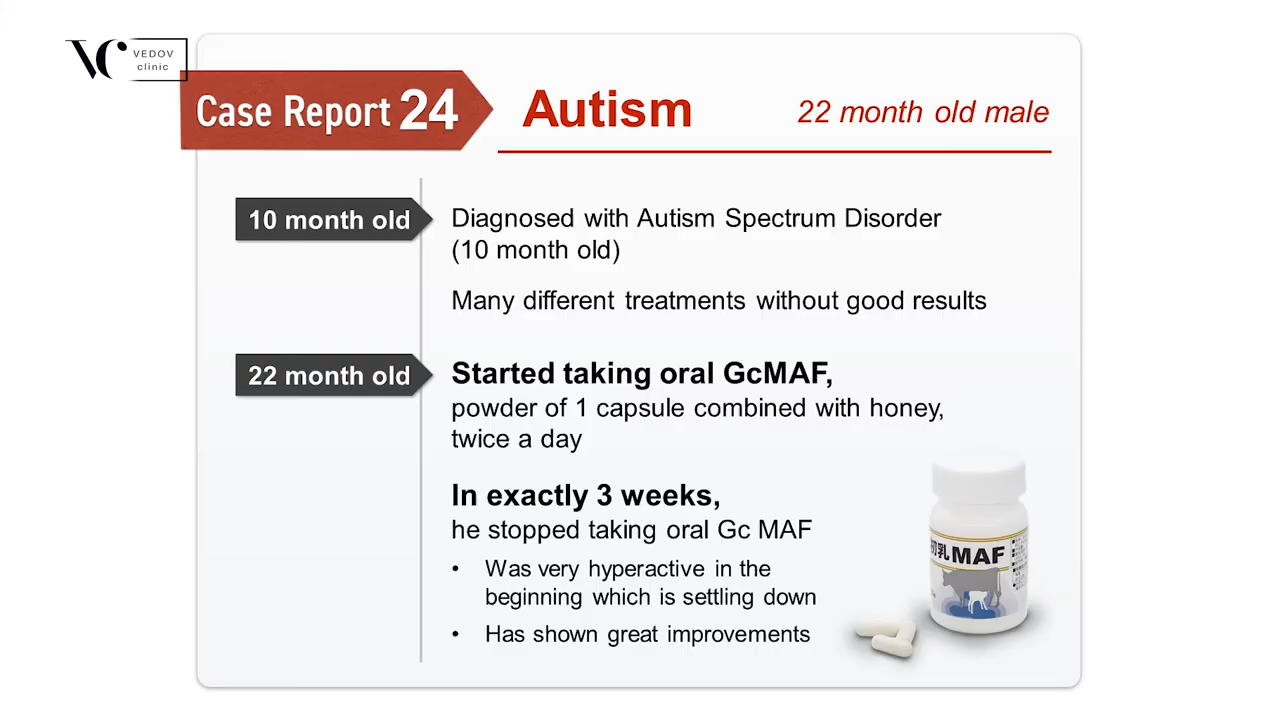 VC VEDOV
clinic
Case Report 24
Autism
22 month old male
10 month old
Diagnosed with Autism Spectrum Disorder
(10 month old)
Many different treatments without good results
22 month old
Started taking oral GcMAF,
powder of 1 capsule combined with honey,
twice a day
In exactly 3 weeks,
he stopped taking oral Gc MAF
• Was very hyperactive in the
beginning which is settling down
• Has shown great improvements
初乳MAF